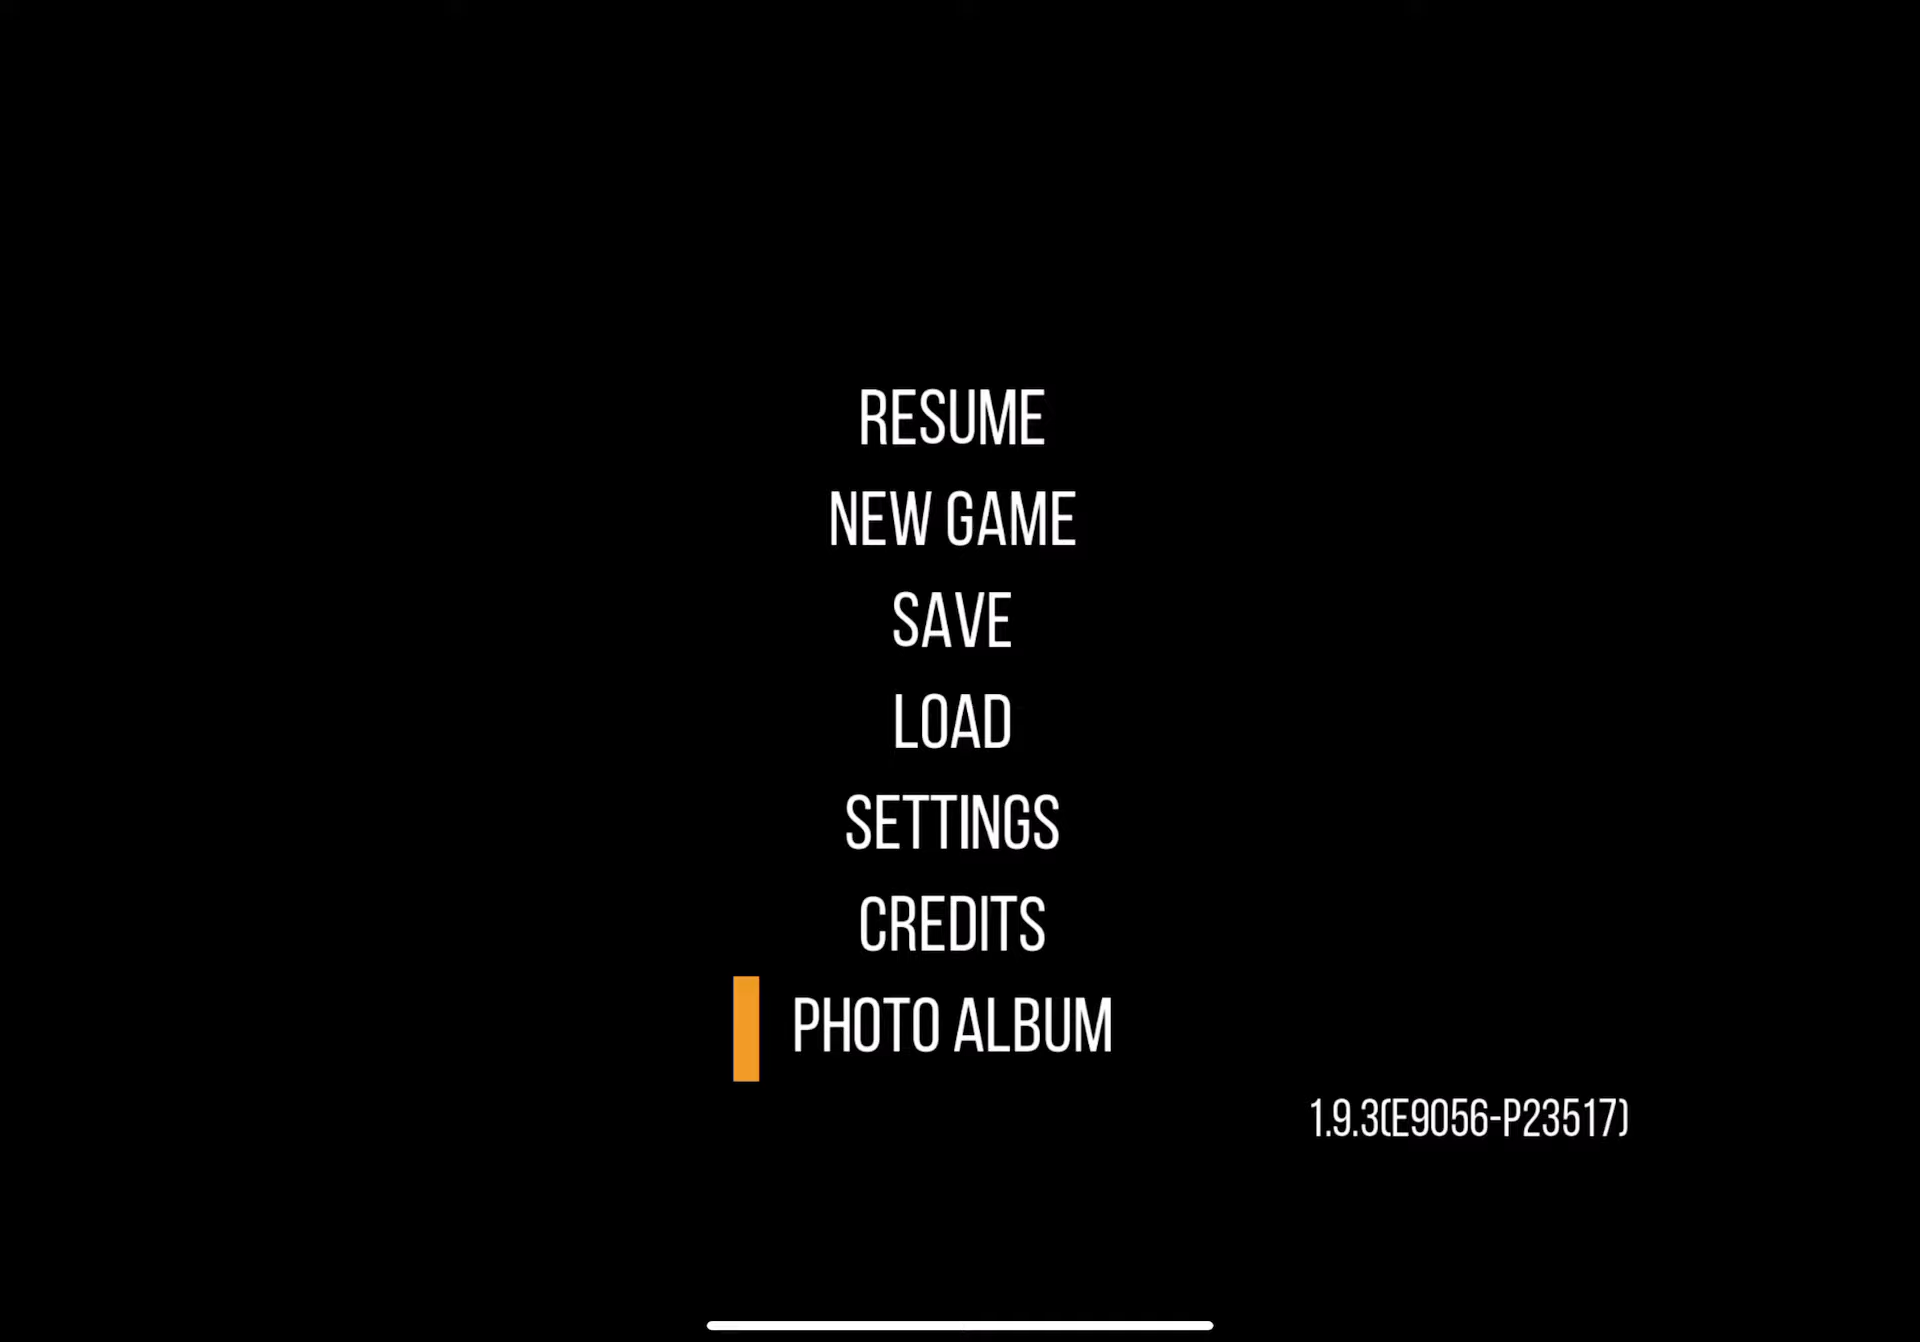 RESUME
NEW GAME
SAVE
LOAD
SETTINGS
CREDITS
PHOTO ALBUM
1.9.3(E9056-P23517)